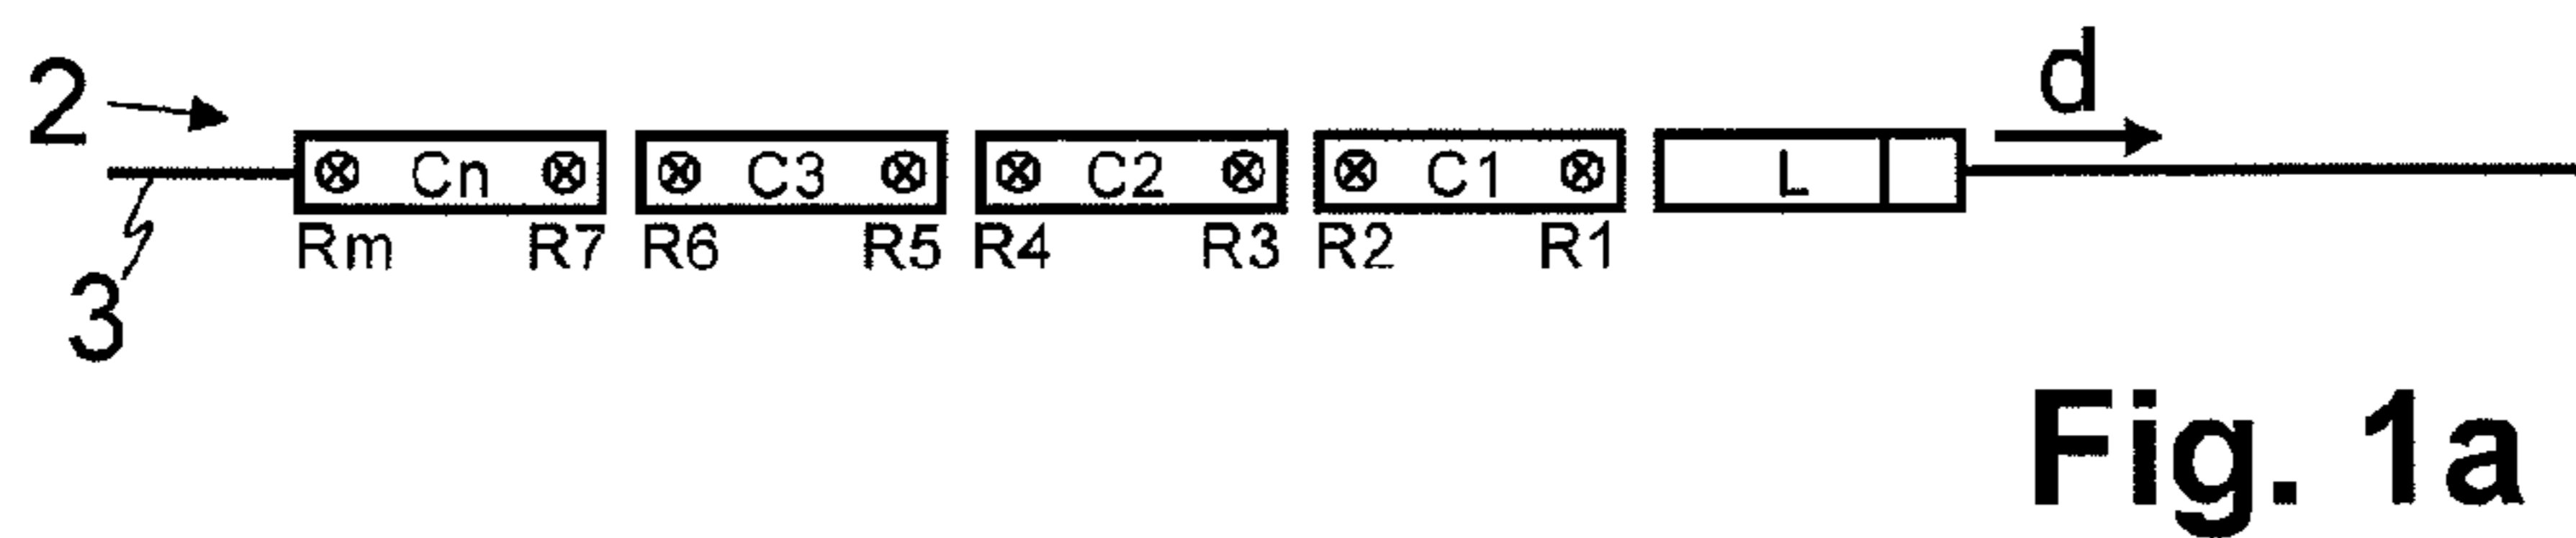 2 d
Cn C3 C2 C1 L
Rm R7 R6 R5 R4 R3 R2 R1
3
Fig. 1a